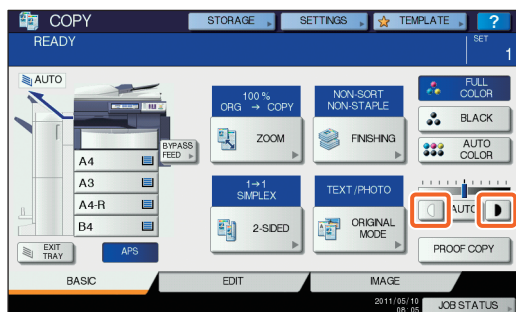 COPY
STORAGE
SETTINGS
TEMPLATE
?
READY
SET
1
AUTO
BYPASS
FEED
A4
A3
A4-R
B4
EXIT
TRAY
APS
100 %
ORG → COPY
ZOOM
NON-SORT
NON-STAPLE
FINISHING
1→1
SIMPLEX
2-SIDED
TEXT/PHOTO
ORIGINAL
MODE
FULL
COLOR
BLACK
AUTO
COLOR
AUTO
PROOF COPY
BASIC
EDIT
IMAGE
2011/05/10
08:05
JOB STATUS